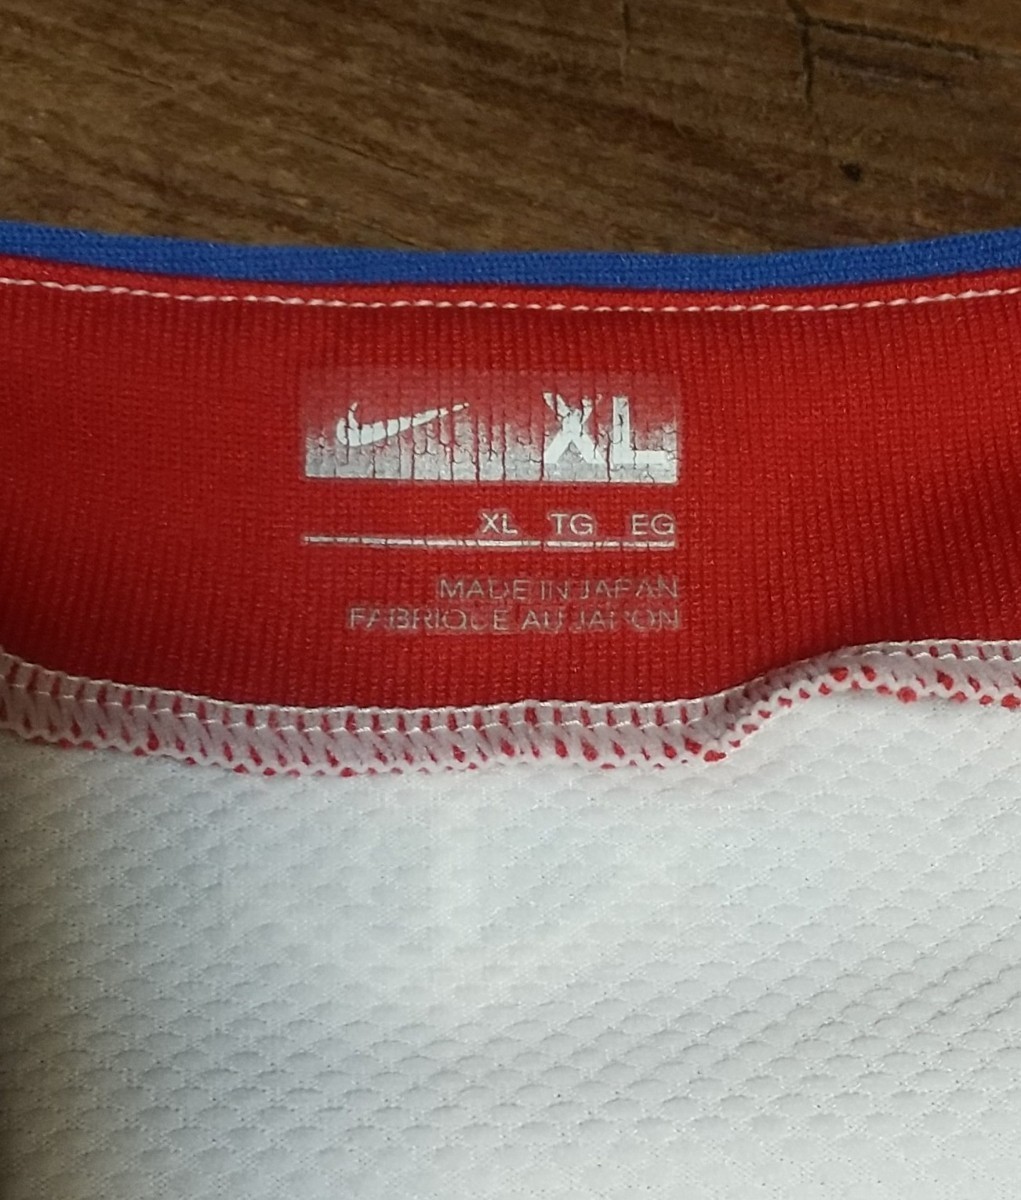 XL
XL TG EG
MADE IN JAPAN
FABRIQUE AU JAPON